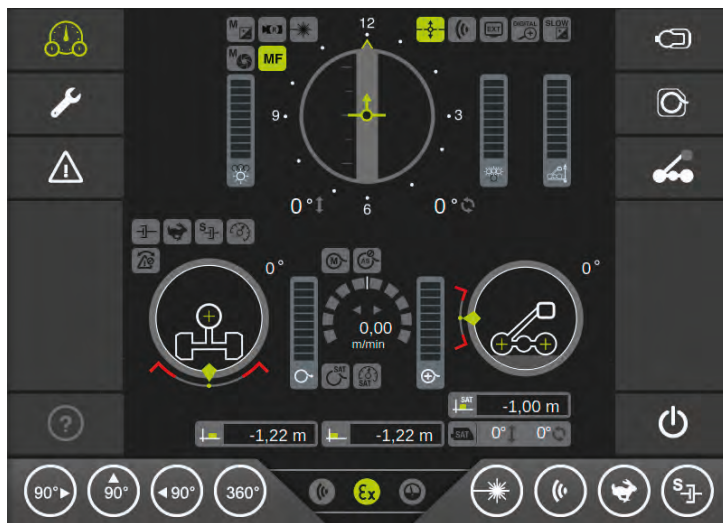 M R 12 EXT DIGITAL SLOW
M MF
9 3
0° 6 0°
S
0° M AS 0°
0,00
m/min
SAT SAT
SAT -1,00 m
-1,22 m -1,22 m SAT 0° 0°
?
90° 90° 90° 360° Ex S